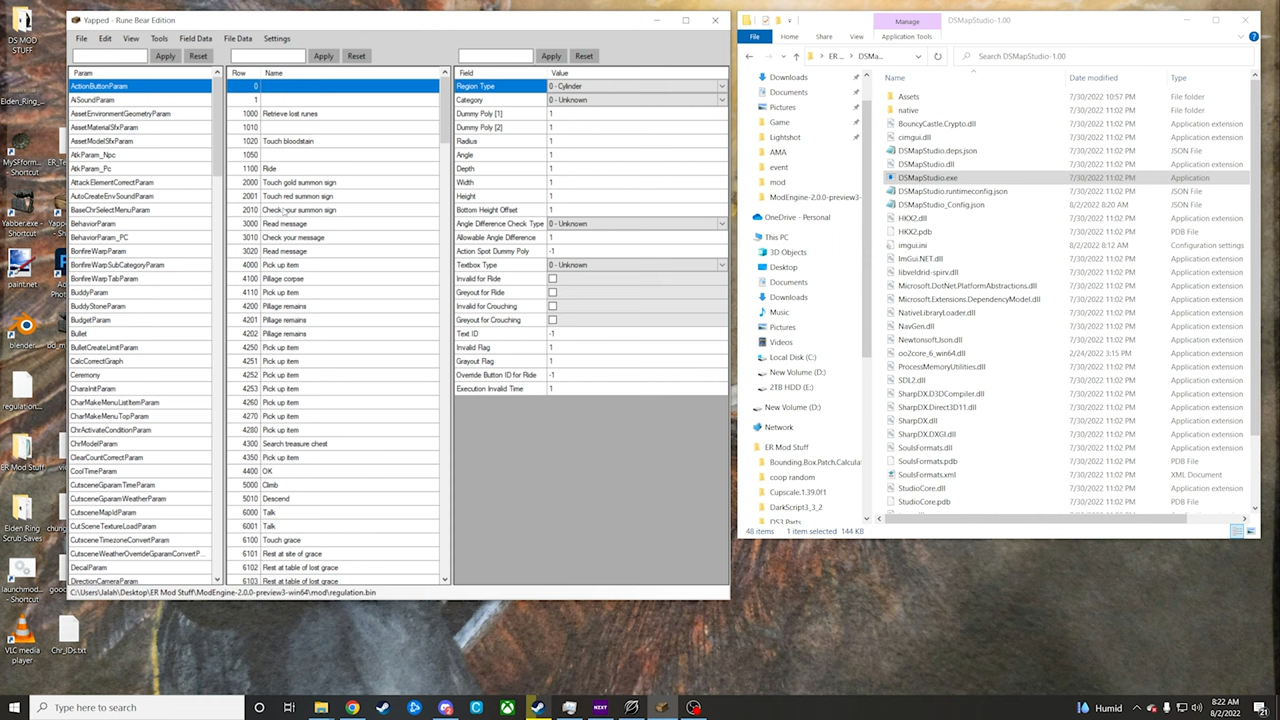 Yapped - Rune Bear Edition
File Edit View Tools Field Data File Data Settings
Apply Reset Apply Reset Apply Reset
Param
ActionButtonParam
AiSoundParam
AssetEnvironmentGeometryParam
AssetMaterialSfxParam
AssetModelSfxParam
AtkParam_Npc
AtkParam_Pc
AttackElementCorrectParam
AutoCreateEnvSoundParam
BaseChrSelectMenuParam
BehaviorParam
BehaviorParam_PC
BonfireWarpParam
BonfireWarpSubCategoryParam
BonfireWarpTabParam
BuddyParam
BuddyStoneParam
BudgetParam
Bullet
BulletCreateLimitParam
CalcCorrectGraph
Ceremony
CharaInitParam
CharMakeMenuListItemParam
CharMakeMenuTopParam
ChrActivateConditionParam
ChrModelParam
ClearCountCorrectParam
CoolTimeParam
CutsceneGparamTimeParam
CutsceneGparamWeatherParam
CutsceneMapIdParam
CutSceneTextureLoadParam
CutsceneTimezoneConvertParam
CutsceneWeatherOverrideGparamConvertP...
DecalParam
DirectionCameraParam
Row Name
0
1
1000 Retrieve lost runes
1010
1020 Touch bloodstain
1050
1100 Ride
2000 Touch gold summon sign
2001 Touch red summon sign
2010 Check your summon sign
3000 Read message
3010 Check your message
3020 Read message
4000 Pick up item
4100 Pillage corpse
4110 Pick up item
4200 Pillage remains
4201 Pillage remains
4202 Pillage remains
4250 Pick up item
4251 Pick up item
4252 Pick up item
4253 Pick up item
4260 Pick up item
4270 Pick up item
4280 Pick up item
4300 Search treasure chest
4350 Pick up item
4400 OK
5000 Climb
5010 Descend
6000 Talk
6001 Talk
6100 Touch grace
6101 Rest at site of grace
6102 Rest at table of lost grace
6103 Rest at table of lost grace
Field Value
Region Type 0 - Cylinder
Category 0 - Unknown
Dummy Poly [1] 1
Dummy Poly [2] 1
Radius 1
Angle 1
Depth 1
Width 1
Height 1
Bottom Height Offset 1
Angle Difference Check Type 0 - Unknown
Allowable Angle Difference 1
Action Spot Dummy Poly -1
Textbox Type 0 - Unknown
Invalid for Ride
Greyout for Ride
Invalid for Crouching
Greyout for Crouching
Text ID -1
Invalid Flag 1
Grayout Flag 1
Override Button ID for Ride -1
Execution Invalid Time 1
C:\Users\Jalah\Desktop\ER Mod Stuff\ModEngine-2.0.0-preview3-win64\mod\regulation.bin
Manage DSMapStudio-1.00
File Home Share View Application Tools
ER ... DSMa... Search DSMapStudio-1.00
Downloads
Documents
Pictures
Game
Lightshot
AMA
event
mod
ModEngine-2.0.0-preview3-
OneDrive - Personal
This PC
3D Objects
Desktop
Documents
Downloads
Music
Pictures
Videos
Local Disk (C:)
New Volume (D:)
2TB HDD (E:)
New Volume (D:)
Network
ER Mod Stuff
Bounding.Box.Patch.Calcula
coop random
Cupscale.1.39.0f1
DarkScript3_3_2
DS3 Parts
Name Date modified Type
Assets 7/30/2022 10:57 PM File folder
native 7/30/2022 11:02 PM File folder
BouncyCastle.Crypto.dll 7/30/2022 11:02 PM Application extension
cimgui.dll 7/30/2022 11:02 PM Application extension
DSMapStudio.deps.json 7/30/2022 11:02 PM JSON File
DSMapStudio.dll 7/30/2022 11:02 PM Application extension
DSMapStudio.exe 7/30/2022 11:02 PM Application
DSMapStudio.runtimeconfig.json 7/30/2022 11:02 PM JSON File
DSMapStudio_Config.json 8/2/2022 8:20 AM JSON File
HKX2.dll 7/30/2022 11:02 PM Application extension
HKX2.pdb 7/30/2022 11:02 PM PDB File
imgui.ini 8/2/2022 8:12 AM Configuration settings
ImGui.NET.dll 7/30/2022 11:02 PM Application extension
libveldrid-spirv.dll 7/30/2022 11:02 PM Application extension
Microsoft.DotNet.PlatformAbstractions.dll 7/30/2022 11:02 PM Application extension
Microsoft.Extensions.DependencyModel.dll 7/30/2022 11:02 PM Application extension
NativeLibraryLoader.dll 7/30/2022 11:02 PM Application extension
NavGen.dll 7/30/2022 11:02 PM Application extension
Newtonsoft.Json.dll 7/30/2022 11:02 PM Application extension
oo2core_6_win64.dll 2/24/2022 3:15 PM Application extension
ProcessMemoryUtilities.dll 7/30/2022 11:02 PM Application extension
SDL2.dll 7/30/2022 11:02 PM Application extension
SharpDX.D3DCompiler.dll 7/30/2022 11:02 PM Application extension
SharpDX.Direct3D11.dll 7/30/2022 11:02 PM Application extension
SharpDX.dll 7/30/2022 11:02 PM Application extension
SharpDX.DXGI.dll 7/30/2022 11:02 PM Application extension
SoulsFormats.dll 7/30/2022 11:02 PM Application extension
SoulsFormats.pdb 7/30/2022 11:02 PM PDB File
SoulsFormats.xml 7/30/2022 11:02 PM XML Document
StudioCore.dll 7/30/2022 11:02 PM Application extension
StudioCore.pdb 7/30/2022 11:02 PM PDB File
48 items 1 item selected 144 KB
DS MOD
STUFF
Elden_Ring_
MySFform...
- Shortcut
Yabber.exe
- Shortcut
paint.net
blender...
regulation...
ER Mod Stuff
Elden Ring
Scrub Saves
launchmod...
- Shortcut
VLC media
player
Chr_IDs.txt
Type here to search
Humid
8:22 AM
8/2/2022
21